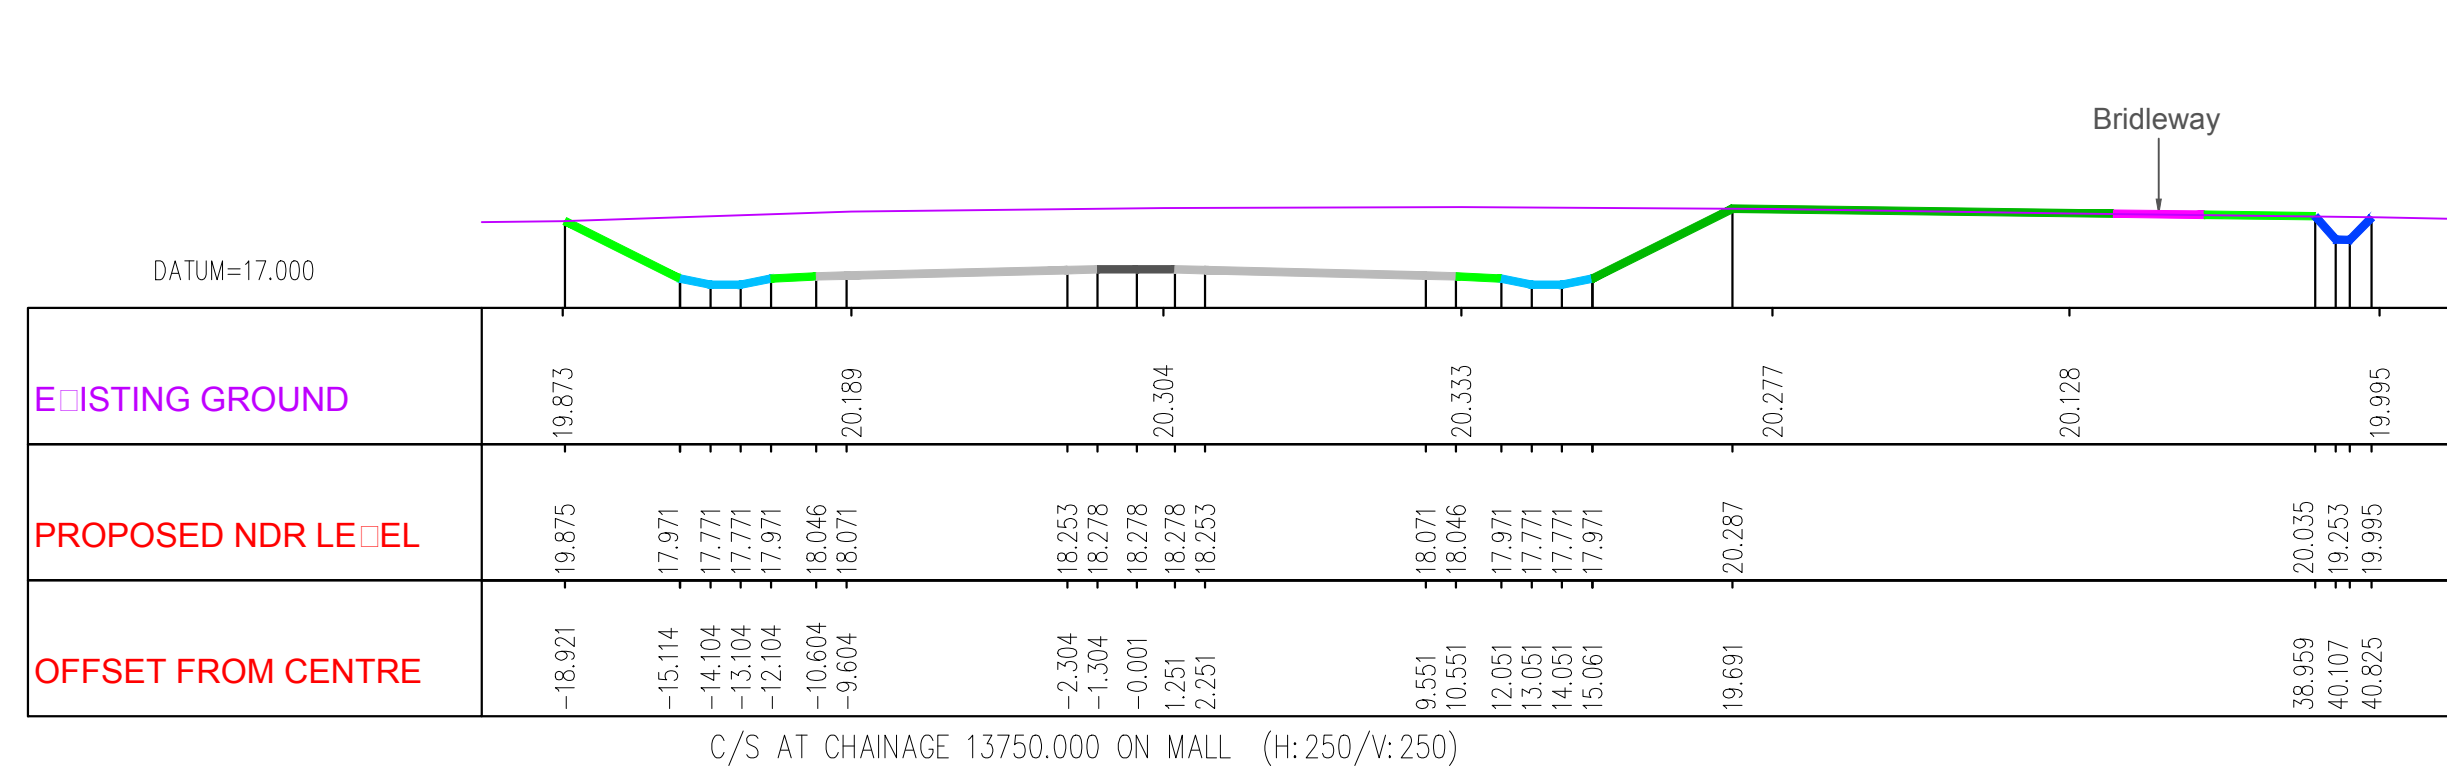 Bridleway
DATUM=17.000
E□ISTING GROUND
19.873 20.189 20.304 20.333 20.277 20.128 19.995
PROPOSED NDR LE□EL
19.875 17.971 17.771 17.771 17.971 18.046 18.071 18.253 18.278 18.278 18.278 18.253 18.071 18.046 17.971 17.771 17.771 17.971 20.287 20.035 19.253 19.995
OFFSET FROM CENTRE
-18.921 -15.114 -14.104 -13.104 -12.104 -10.604 -9.604 -2.304 -1.304 -0.001 1.251 2.251 9.551 10.551 12.051 13.051 14.051 15.061 19.691 38.959 40.107 40.825
C/S AT CHAINAGE 13750.000 ON MALL (H:250/V:250)